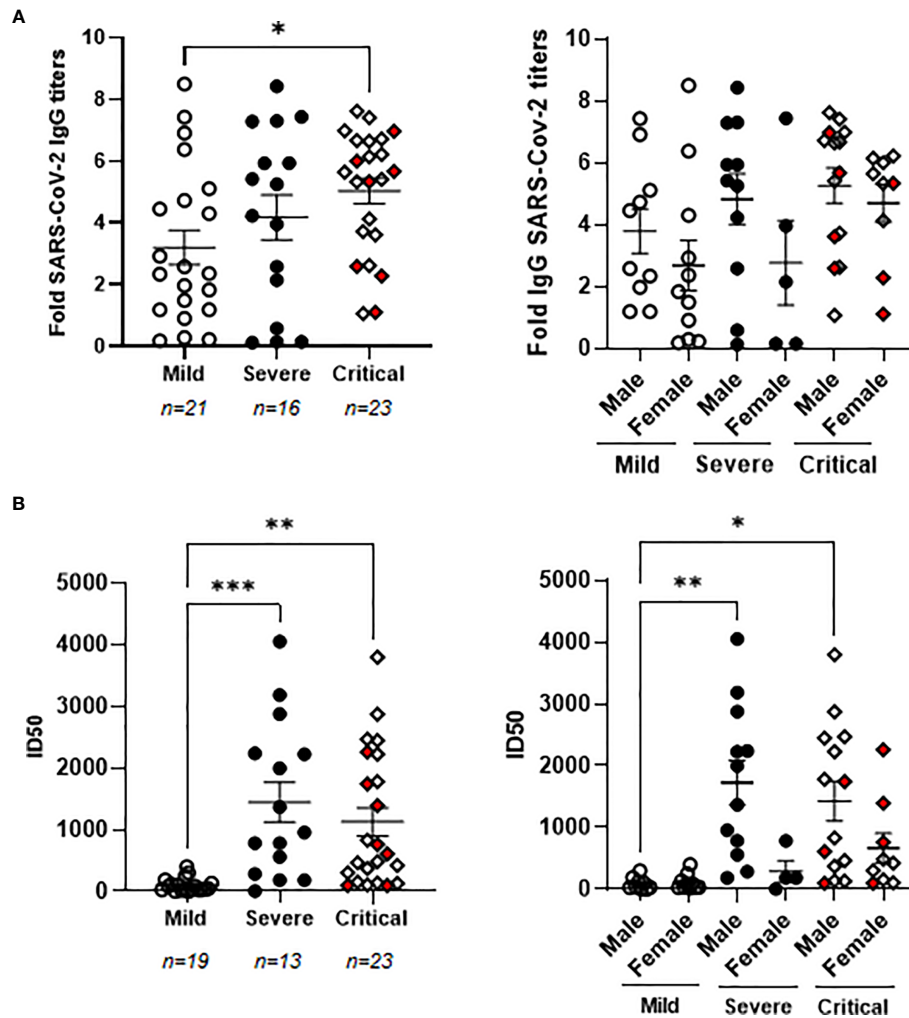 A
Fold SARS-CoV-2 IgG titers
10
8
6
4
2
0
*
Mild Severe Critical
n=21 n=16 n=23
Fold IgG SARS-Cov-2 titers
10
8
6
4
2
0
Male Female Male Female Male Female
Mild Severe Critical
B
ID50
5000
4000
3000
2000
1000
0
**
***
Mild Severe Critical
n=19 n=13 n=23
ID50
5000
4000
3000
2000
1000
0
*
**
Male Female Male Female Male Female
Mild Severe Critical